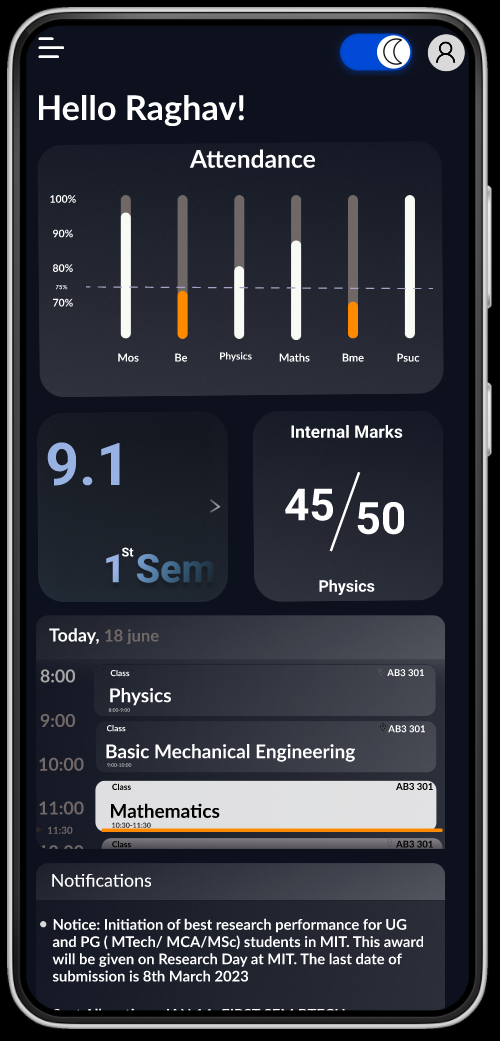 Hello Raghav!
Attendance
100%
90%
80%
75%
70%
Mos Be Physics Maths Bme Psuc
9.1
1St Sem
Internal Marks
45/50
Physics
Today, 18 june
8:00
Class AB3 301
Physics
8:00-9:00
9:00
Class AB3 301
Basic Mechanical Engineering
9:00-10:00
10:00
Class AB3 301
11:00
Mathematics
10:30-11:30
11:30
Class AB3 301
Notifications
Notice: Initiation of best research performance for UG
and PG ( MTech/ MCA/MSc) students in MIT. This award
will be given on Research Day at MIT. The last date of
submission is 8th March 2023